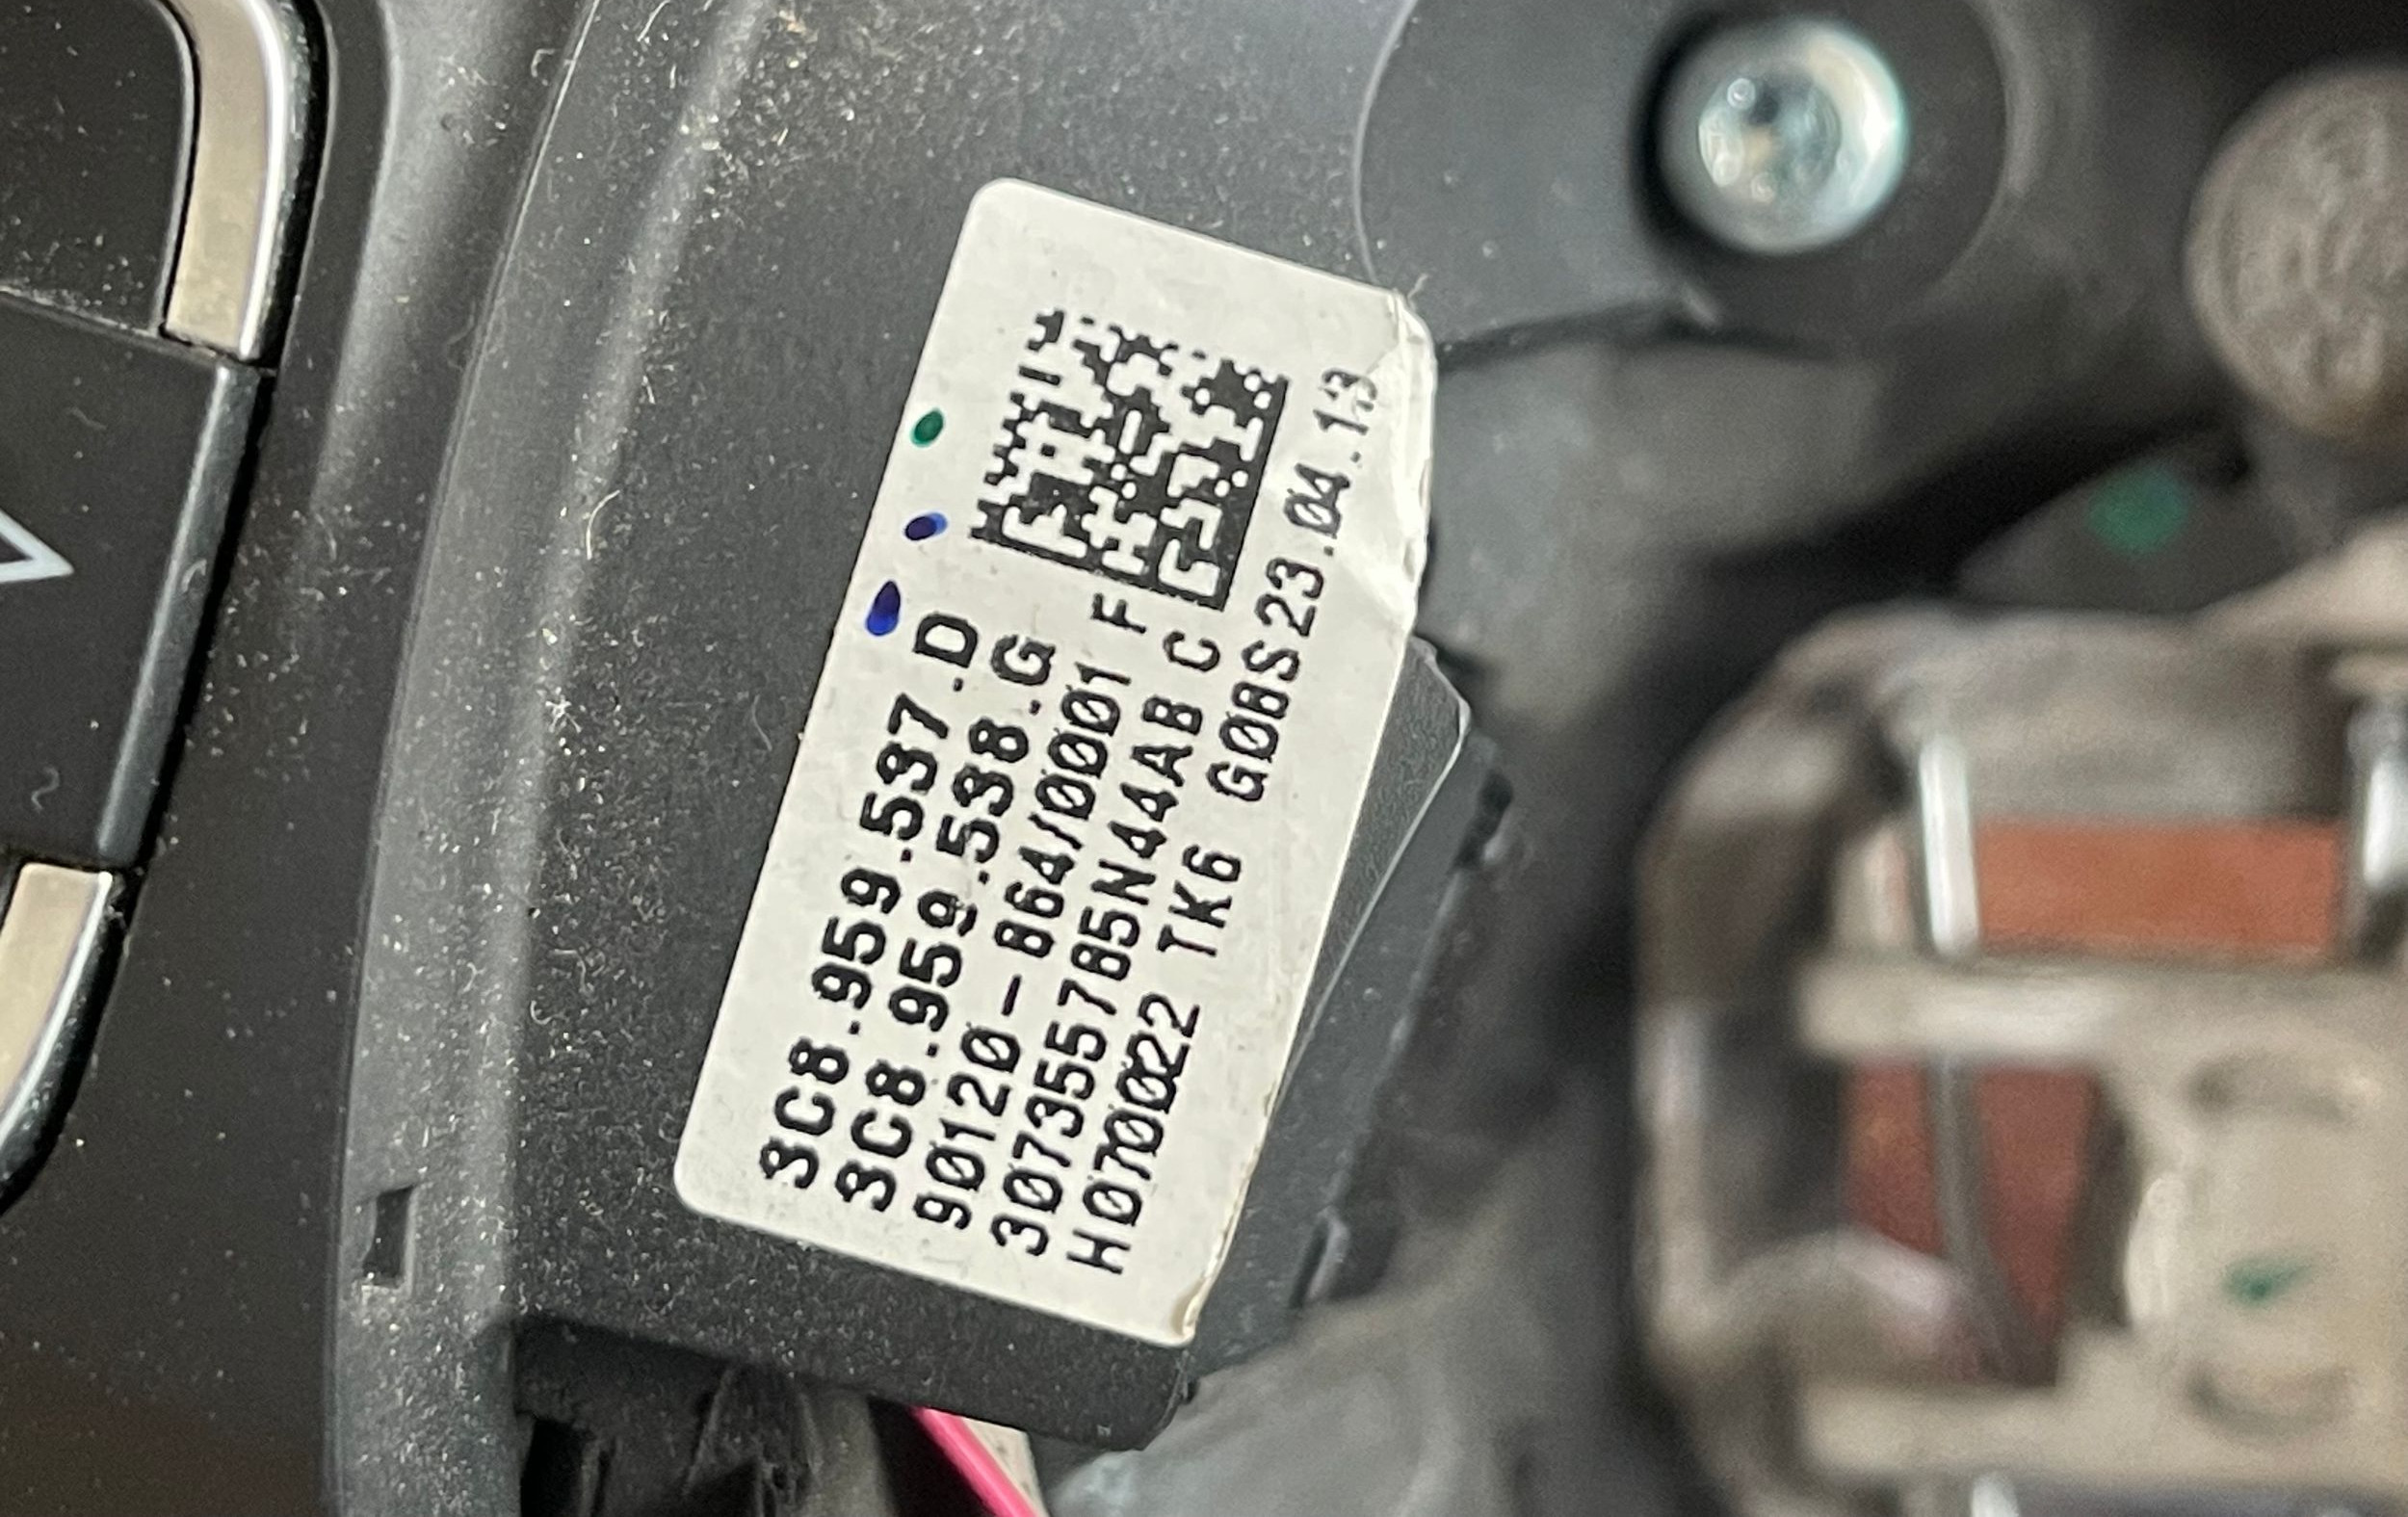 3C8.959.537.D
3C8.959.538.G
90120-864/0001 F
307355785N44AB C
H070022 TK6 G08S23.04.13